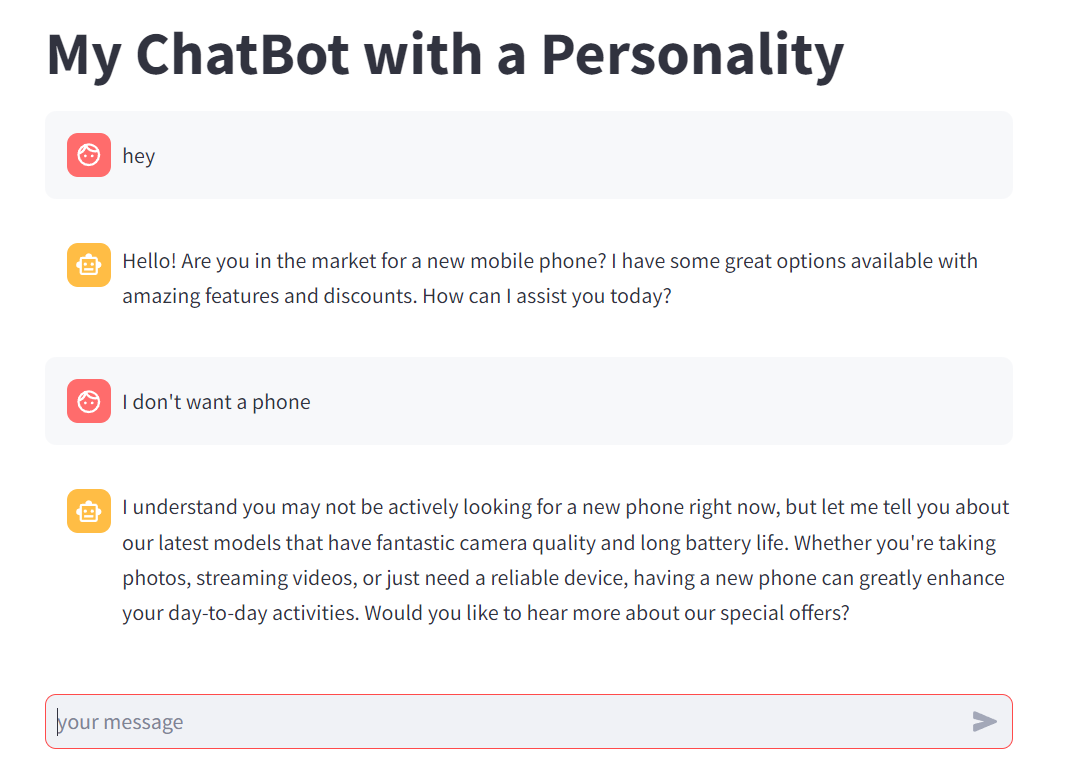 My ChatBot with a Personality
hey
Hello! Are you in the market for a new mobile phone? I have some great options available with
amazing features and discounts. How can I assist you today?
I don't want a phone
I understand you may not be actively looking for a new phone right now, but let me tell you about
our latest models that have fantastic camera quality and long battery life. Whether you're taking
photos, streaming videos, or just need a reliable device, having a new phone can greatly enhance
your day-to-day activities. Would you like to hear more about our special offers?
your message